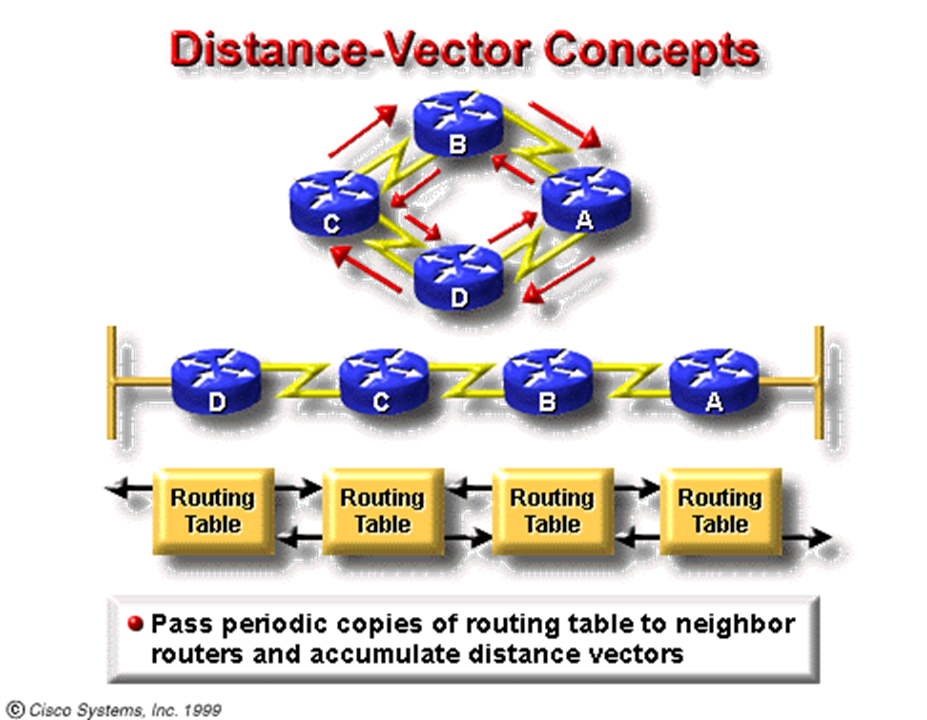 Distance-Vector Concepts
B
C
A
D
D
C
B
A
Routing
Table
Routing
Table
Routing
Table
Routing
Table
Pass periodic copies of routing table to neighbor
routers and accumulate distance vectors
© Cisco Systems, Inc. 1999